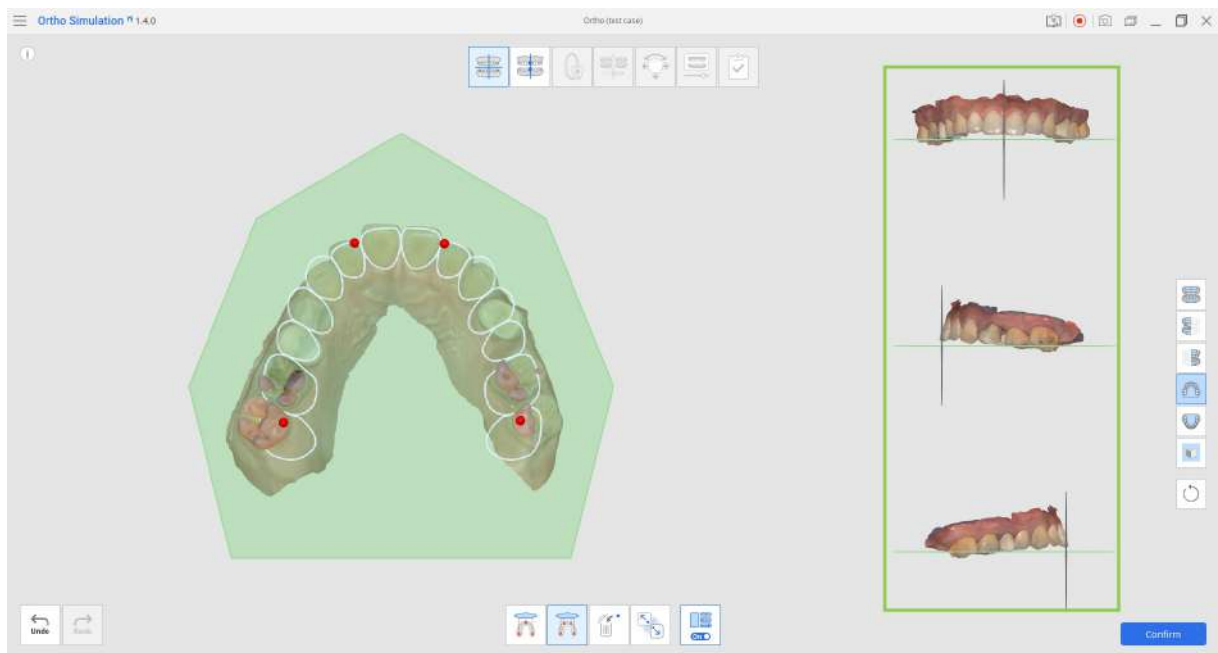 Ortho Simulation 1.4.0
Ortho (test case)
Undo
Redo
ON
Confirm